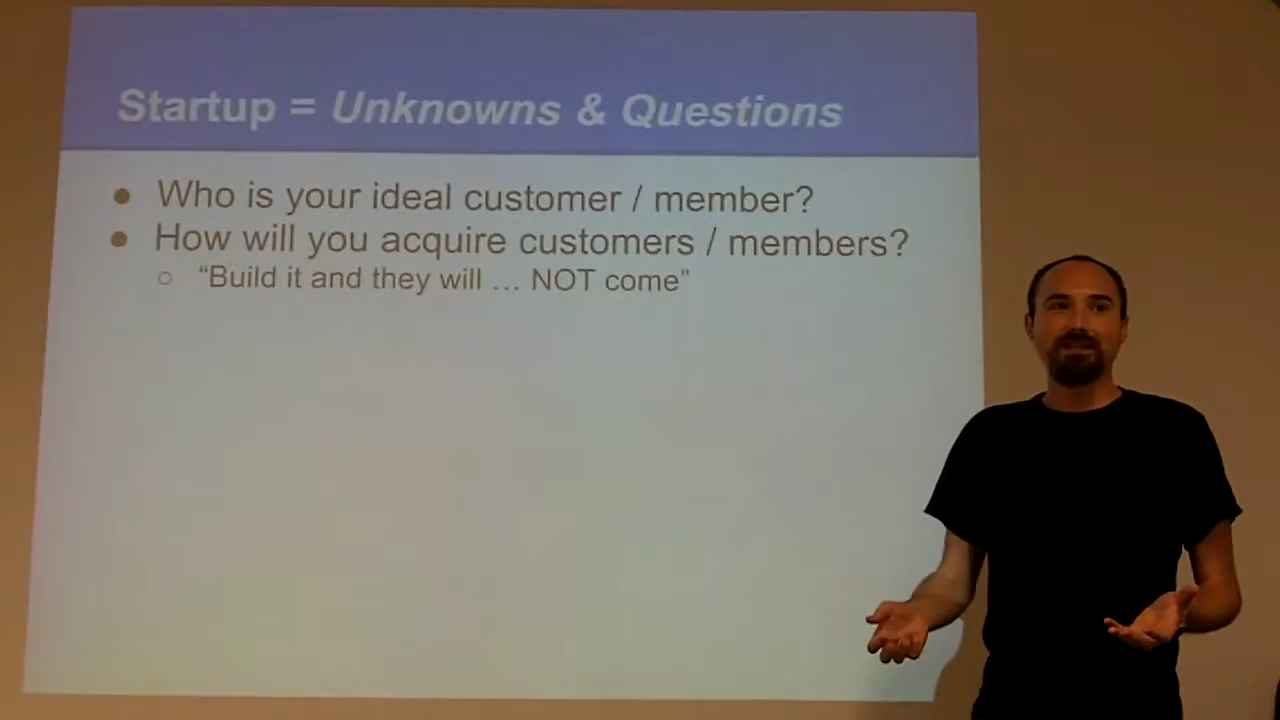 Startup = Unknowns & Questions
● Who is your ideal customer / member?
● How will you acquire customers / members?
○ “Build it and they will … NOT come”